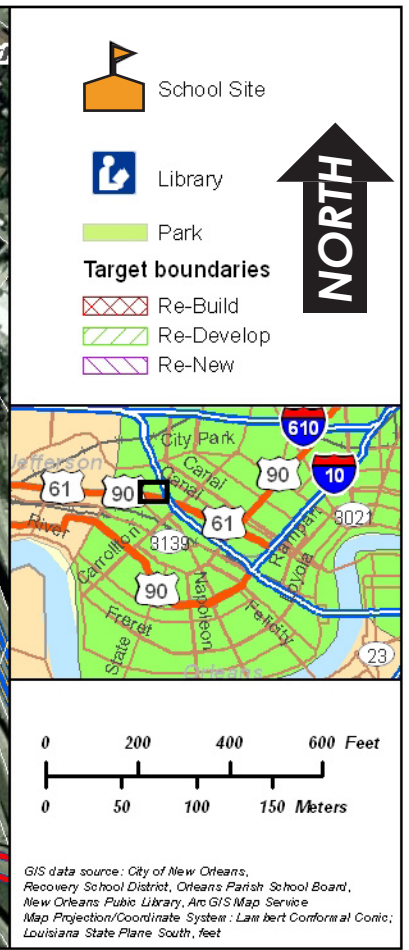 School Site
Library
NORTH
Park
Target boundaries
Re-Build
Re-Develop
Re-New
610
City Park
Jefferson
Canal
Canal
90
10
61
90
61
River
3139
3021
Carrollton
Rampart
Loyola
90
Napoleon
Felicity
Freret
State
Orleans
23
0 200 400 600 Feet
0 50 100 150 Meters
GIS data source: City of New Orleans,
Recovery School District, Orleans Parish School Board,
New Orleans Pubic Library, ArcGIS Map Service
Map Projection/Coordinate System: Lambert Conformal Conic;
Louisiana State Plane South, feet